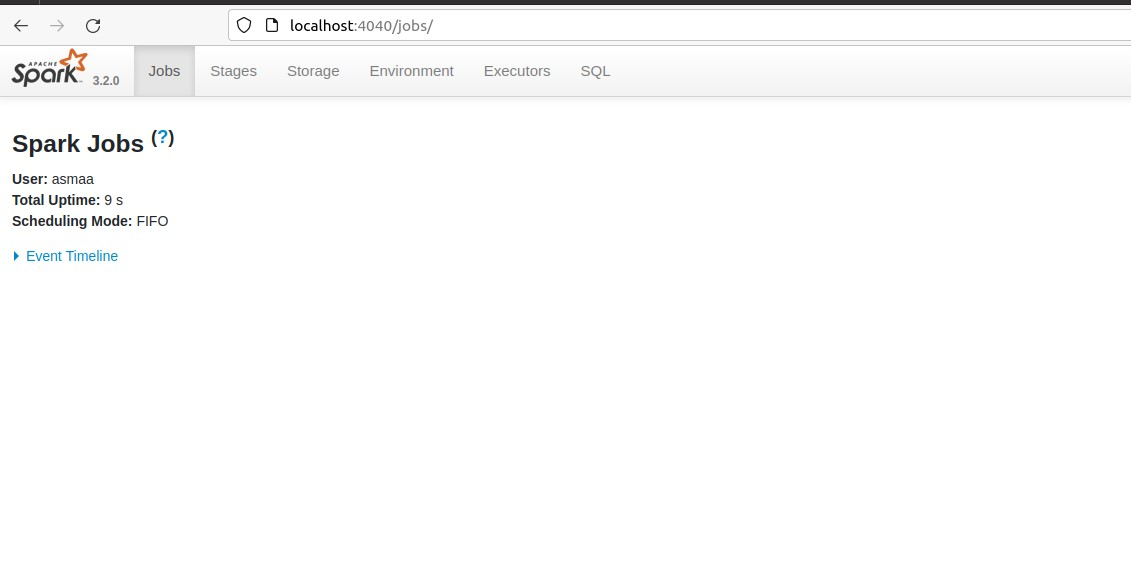 localhost:4040/jobs/
APACHE
Spark 3.2.0 Jobs Stages Storage Environment Executors SQL
Spark Jobs (?)
User: asmaa
Total Uptime: 9 s
Scheduling Mode: FIFO
Event Timeline